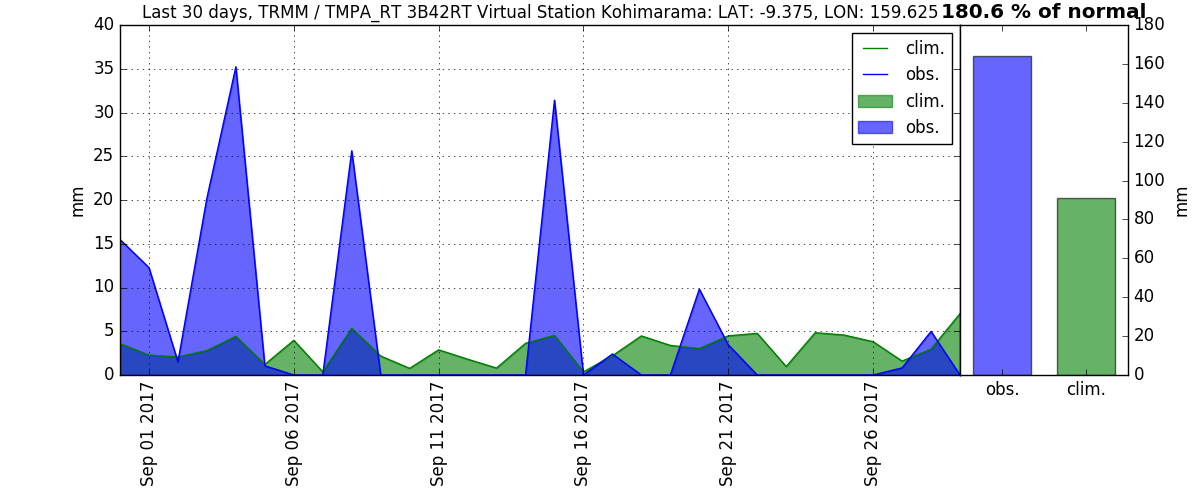 Last 30 days, TRMM / TMPA_RT 3B42RT Virtual Station Kohimarama: LAT: -9.375, LON: 159.625
180.6 % of normal
40
35
30
25
20
15
10
5
0
mm
clim.
obs.
clim.
obs.
Sep 01 2017
Sep 06 2017
Sep 11 2017
Sep 16 2017
Sep 21 2017
Sep 26 2017
180
160
140
120
100
80
60
40
20
0
mm
obs.
clim.